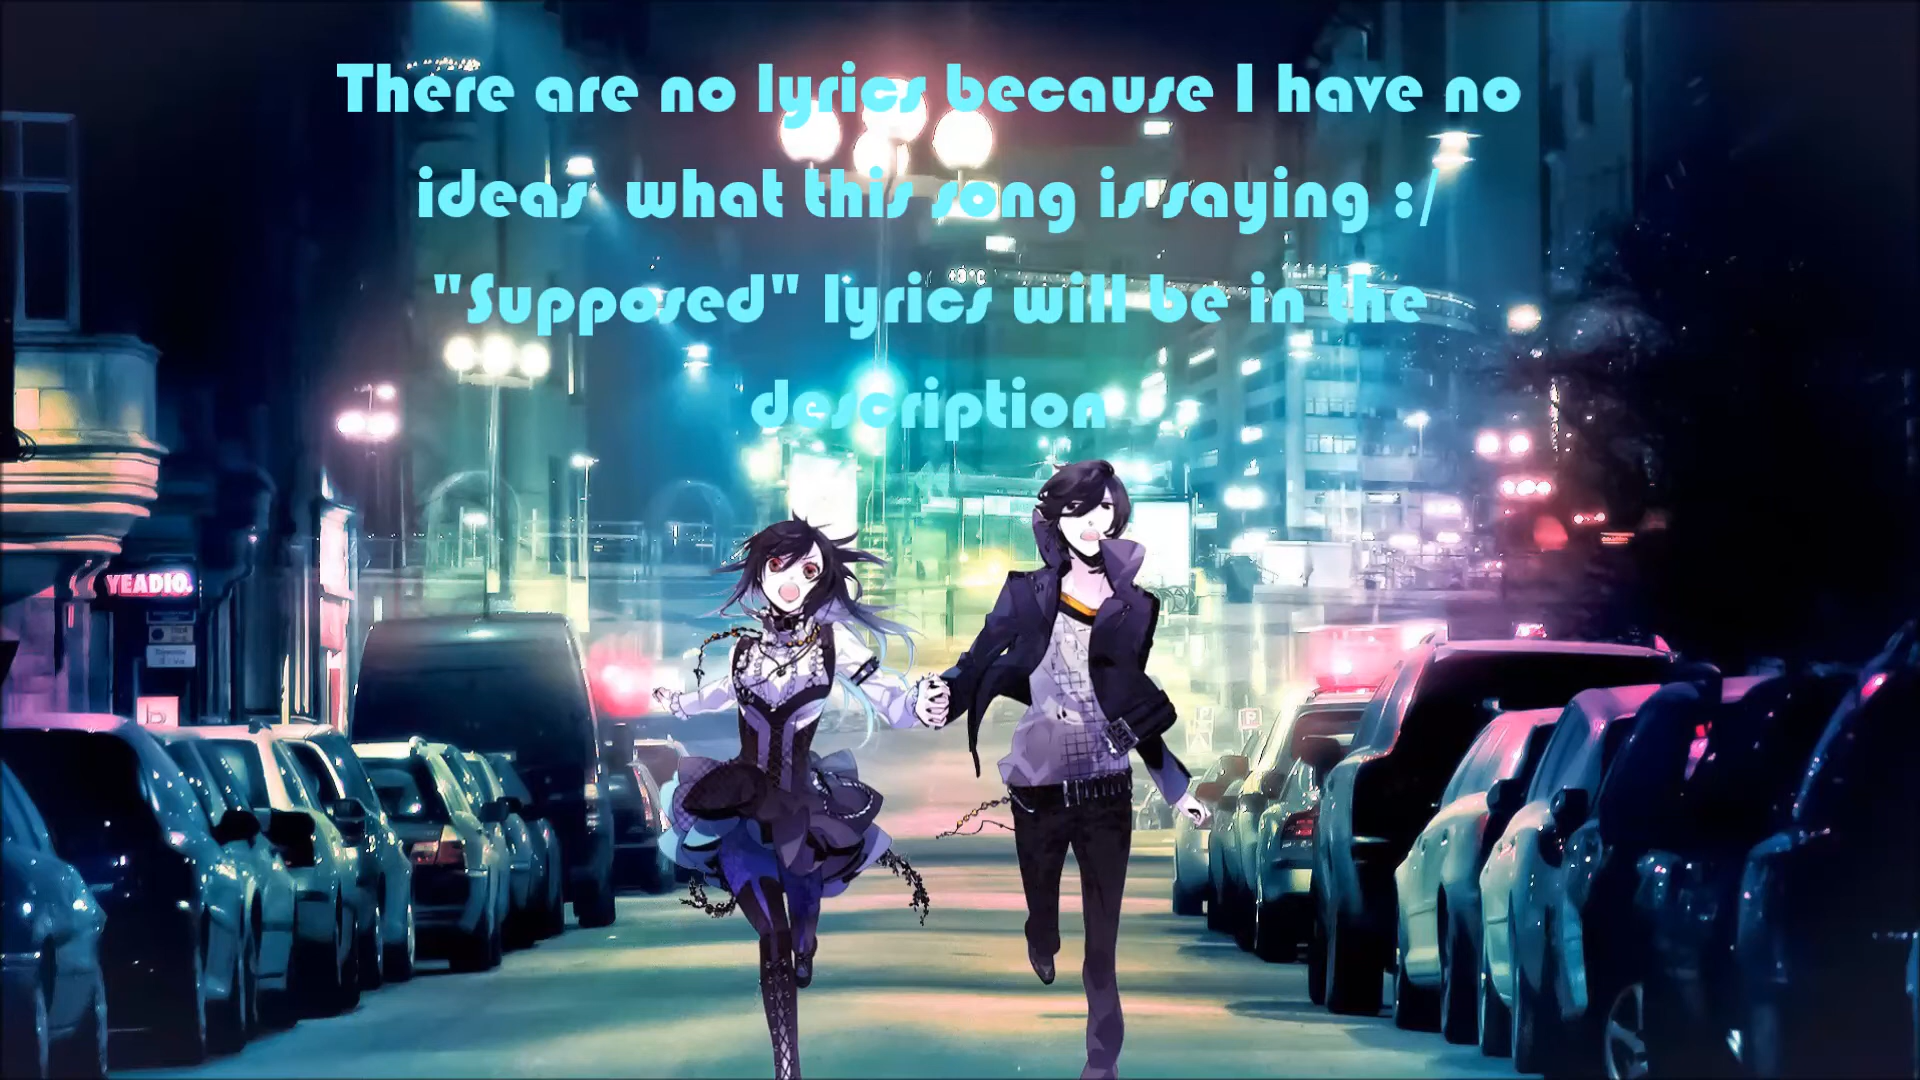 There are no lyrics because I have no
ideas what this song is saying :/
"Supposed" lyrics will be in the
description
YEADIO.
P